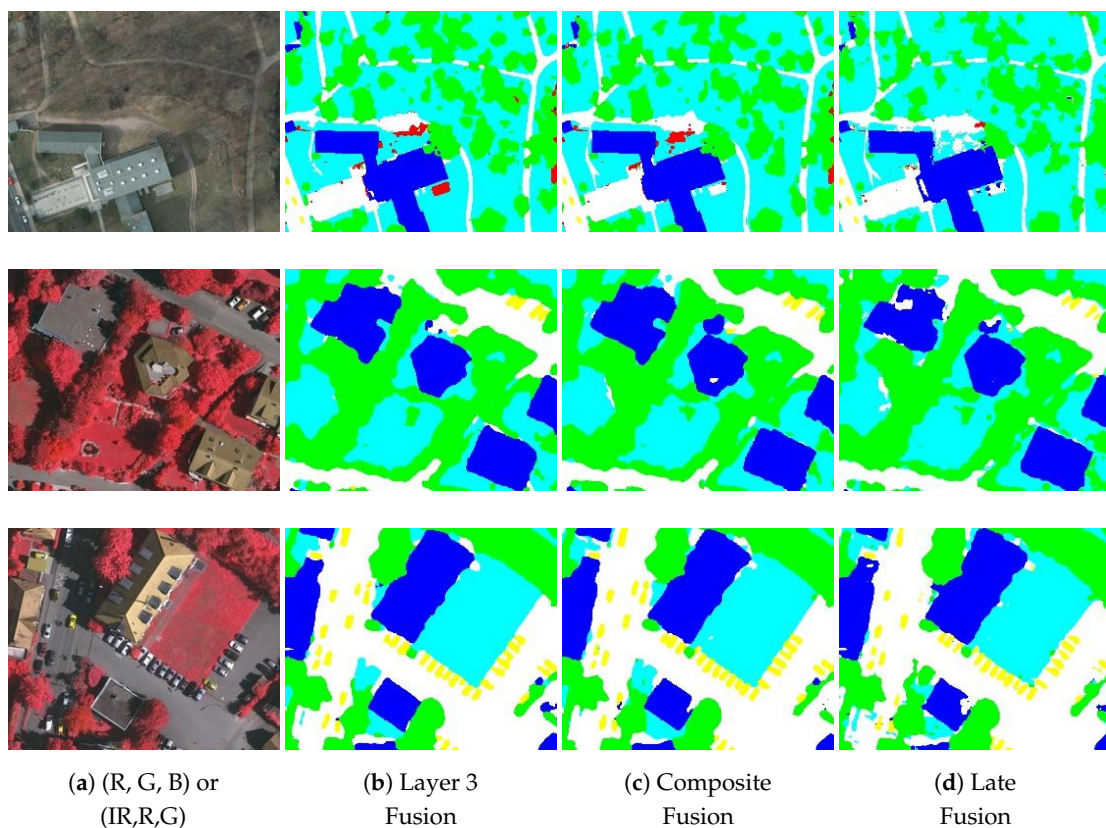 (a) (R, G, B) or
(IR,R,G)
(b) Layer 3
Fusion
(c) Composite
Fusion
(d) Late
Fusion